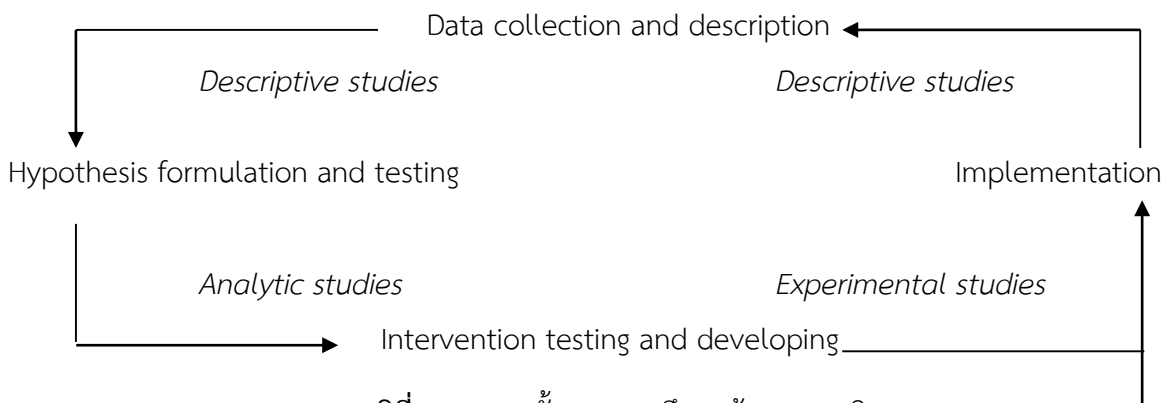 Data collection and description
Descriptive studies Descriptive studies
Hypothesis formulation and testing Implementation
Analytic studies Experimental studies
Intervention testing and developing